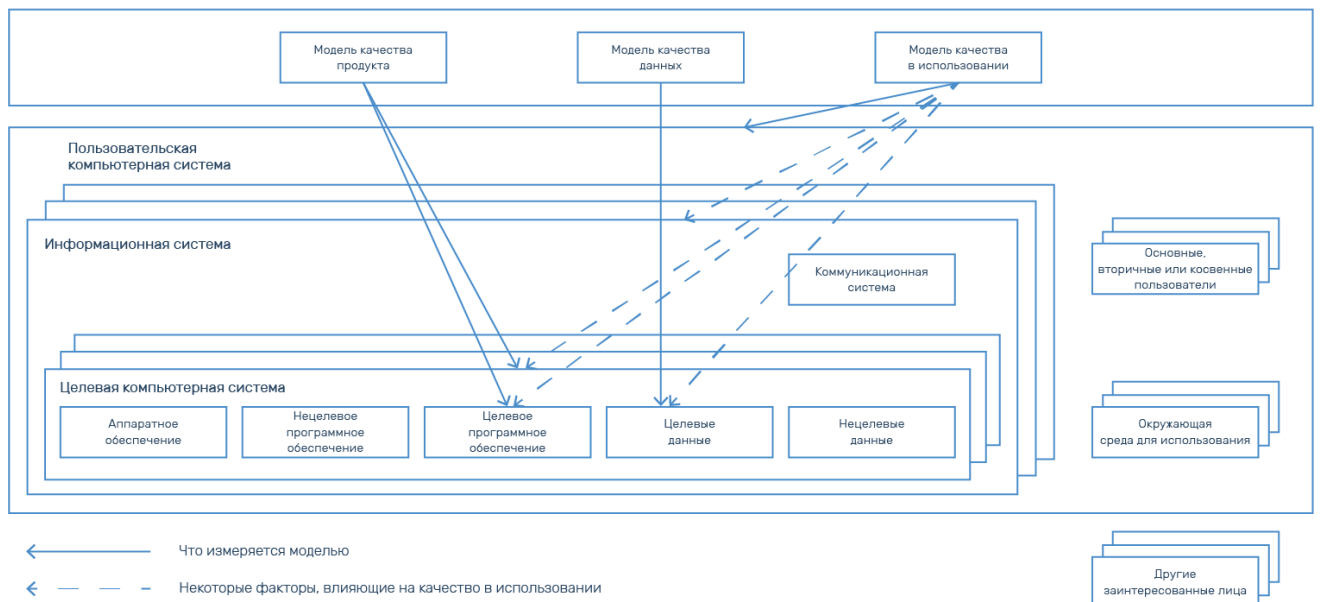 Модель качества
продукта
Модель качества
данных
Модель качества
в использовании
Пользовательская
компьютерная система
Информационная система
Коммуникационная
система
Основные,
вторичные или косвенные
пользователи
Целевая компьютерная система
Аппаратное
обеспечение
Нецелевое
программное
обеспечение
Целевое
программное
обеспечение
Целевые
данные
Нецелевые
данные
Окружающая
среда для использования
Что измеряется моделью
Некоторые факторы, влияющие на качество в использовании
Другие
заинтересованные лица